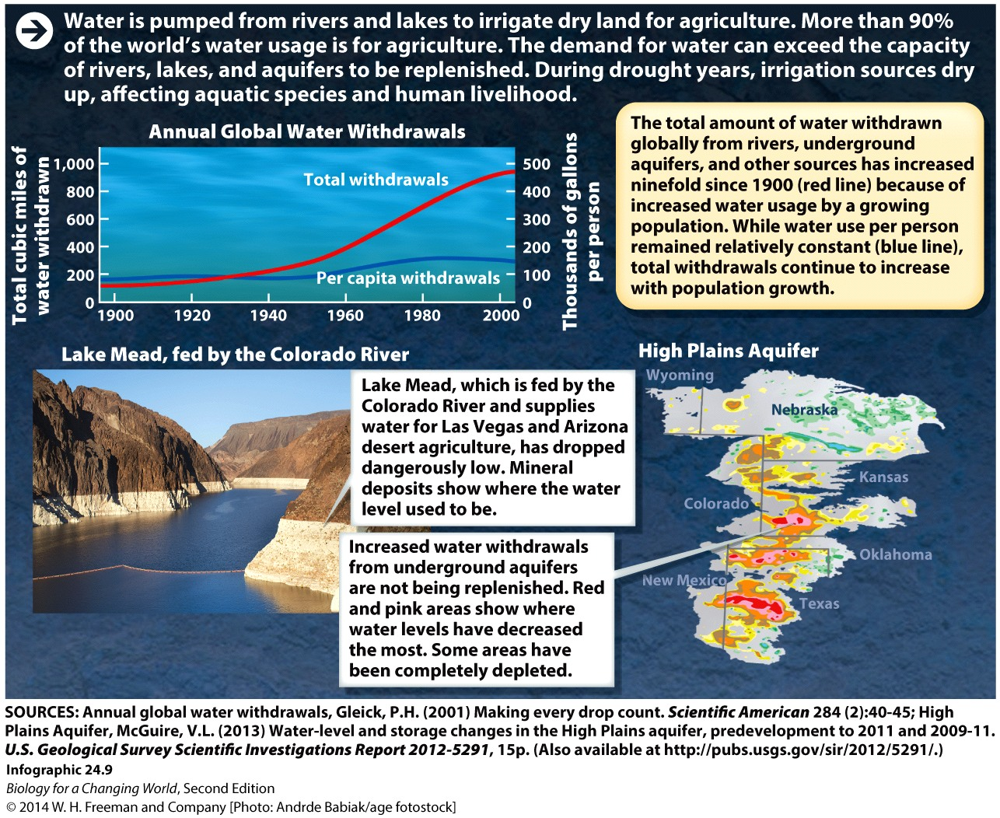 Water is pumped from rivers and lakes to irrigate dry land for agriculture. More than 90%
of the world's water usage is for agriculture. The demand for water can exceed the capacity
of rivers, lakes, and aquifers to be replenished. During drought years, irrigation sources dry
up, affecting aquatic species and human livelihood.
Annual Global Water Withdrawals
Total cubic miles of
water withdrawn
1,000
800
600
400
200
0
Total withdrawals
Per capita withdrawals
500
400
300
200
100
0
Thousands of gallons
per person
1900
1920
1940
1960
1980
2000
The total amount of water withdrawn
globally from rivers, underground
aquifers, and other sources has increased
ninefold since 1900 (red line) because of
increased water usage by a growing
population. While water use per person
remained relatively constant (blue line),
total withdrawals continue to increase
with population growth.
Lake Mead, fed by the Colorado River
Lake Mead, which is fed by the
Colorado River and supplies
water for Las Vegas and Arizona
desert agriculture, has dropped
dangerously low. Mineral
deposits show where the water
level used to be.
Increased water withdrawals
from underground aquifers
are not being replenished. Red
and pink areas show where
water levels have decreased
the most. Some areas have
been completely depleted.
High Plains Aquifer
Wyoming
Nebraska
Kansas
Colorado
Oklahoma
New Mexico
Texas
SOURCES: Annual global water withdrawals, Gleick, P.H. (2001) Making every drop count. Scientific American 284 (2):40-45; High
Plains Aquifer, McGuire, V.L. (2013) Water-level and storage changes in the High Plains aquifer, predevelopment to 2011 and 2009-11.
U.S. Geological Survey Scientific Investigations Report 2012-5291, 15p. (Also available at http://pubs.usgs.gov/sir/2012/5291/.)
Infographic 24.9
Biology for a Changing World, Second Edition
© 2014 W. H. Freeman and Company [Photo: Andrde Babiak/age fotostock]